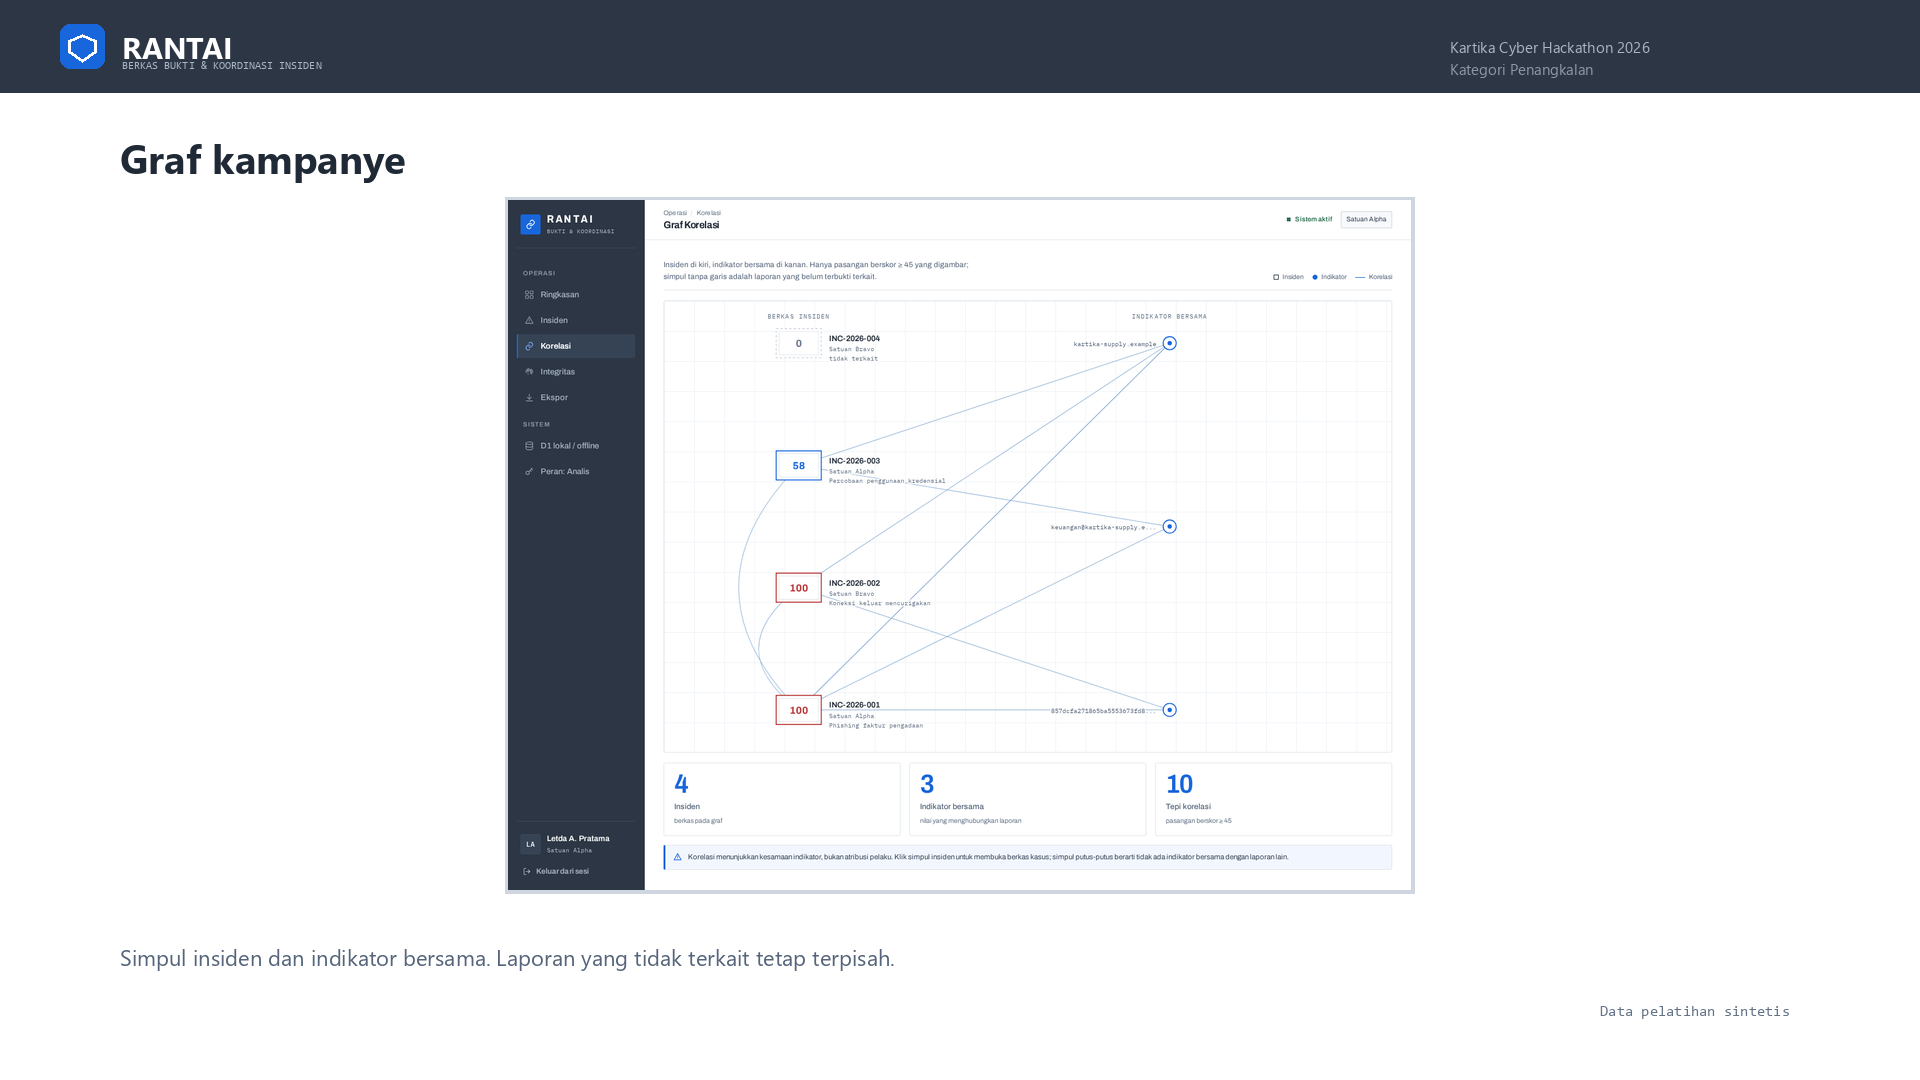 RANTAI
BERKAS BUKTI & KOORDINASI INSIDEN
Kartika Cyber Hackathon 2026
Kategori Penangkalan
Graf kampanye
RANTAI
BUKTI & KOORDINASI
OPERASI
Ringkasan
Insiden
Korelasi
Integritas
Ekspor
SISTEM
D1 lokal / offline
Peran: Analis
LA
Letda A. Pratama
Satuan Alpha
Keluar dari sesi
Operasi / Korelasi
Graf Korelasi
Sistem aktif
Satuan Alpha
Insiden di kiri, indikator bersama di kanan. Hanya pasangan berskor ≥ 45 yang digambar;
simpul tanpa garis adalah laporan yang belum terbukti terkait.
Insiden
Indikator
Korelasi
BERKAS INSIDEN
INDIKATOR BERSAMA
0
INC-2026-004
Satuan Bravo
tidak terkait
kartika-supply.example
58
INC-2026-003
Satuan Alpha
Percobaan penggunaan kredensial
keuangan@kartika-supply.e...
100
INC-2026-002
Satuan Bravo
Koneksi keluar mencurigakan
100
INC-2026-001
Satuan Alpha
Phishing faktur pengadaan
4
Insiden
berkas pada graf
3
Indikator bersama
nilai yang menghubungkan laporan
10
Tepi korelasi
pasangan berskor ≥ 45
Korelasi menunjukkan kesamaan indikator, bukan atribusi pelaku. Klik simpul insiden untuk membuka berkas kasus; simpul putus-putus berarti tidak ada indikator bersama dengan laporan lain.
Simpul insiden dan indikator bersama. Laporan yang tidak terkait tetap terpisah.
Data pelatihan sintetis